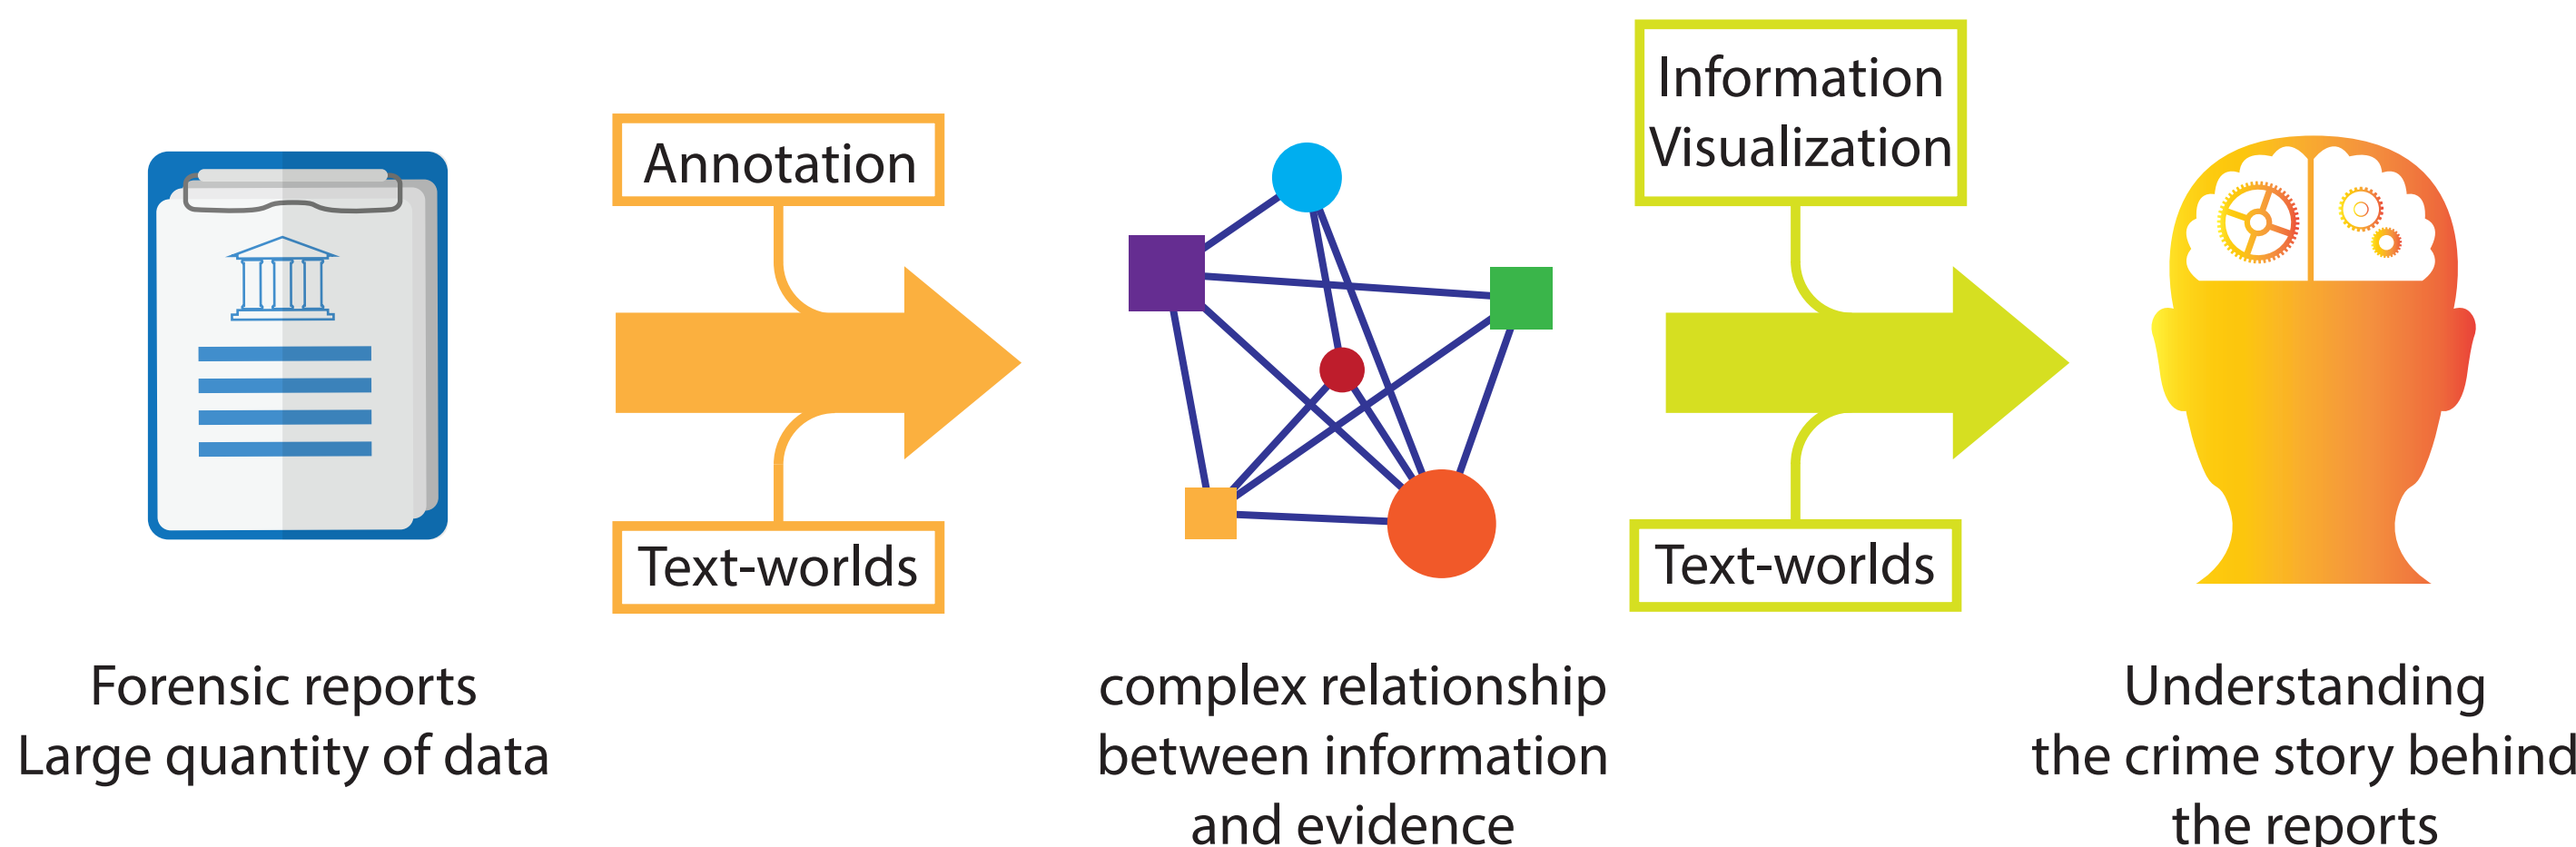 Annotation
Text-worlds
Information
Visualization
Text-worlds
Forensic reports
Large quantity of data
complex relationship
between information
and evidence
Understanding
the crime story behind
the reports